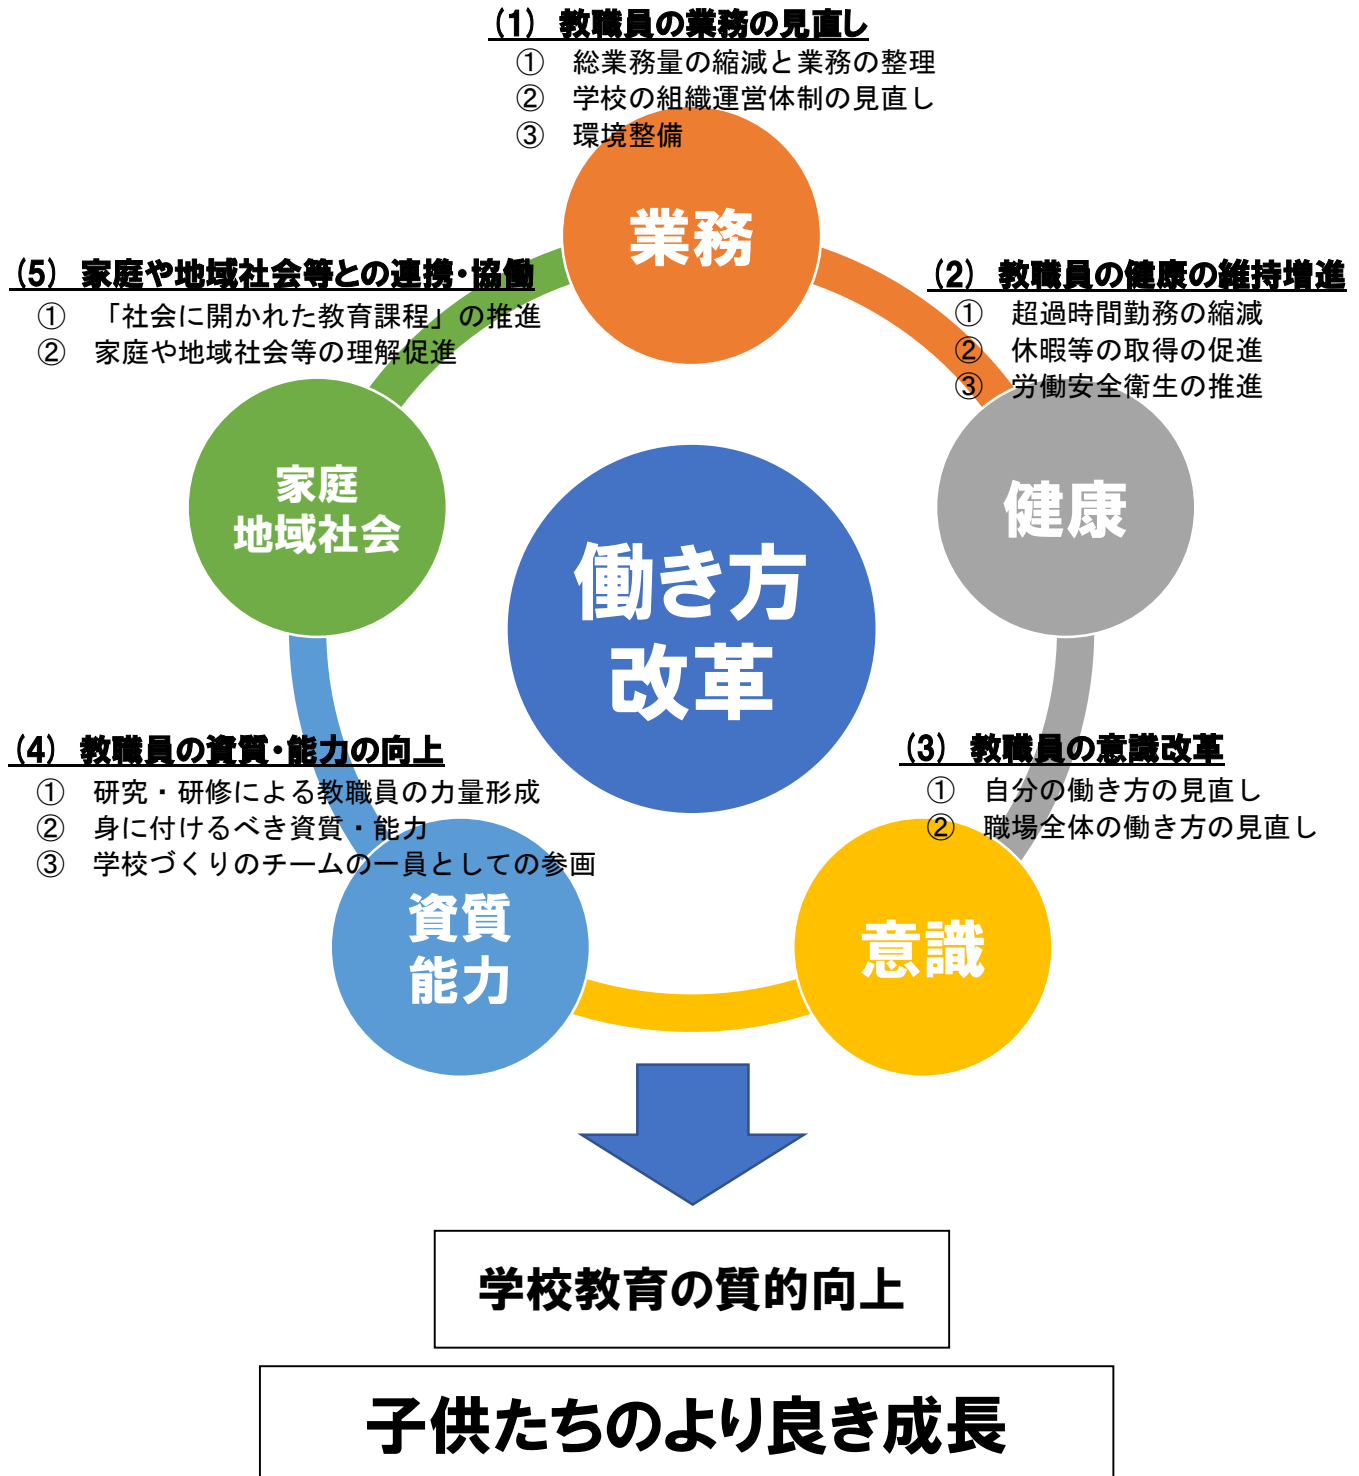 (1) 教職員の業務の見直し
① 総業務量の縮減と業務の整理
② 学校の組織運営体制の見直し
③ 環境整備
業務
(5) 家庭や地域社会等との連携・協働
① 「社会に開かれた教育課程」の推進
② 家庭や地域社会等の理解促進
(2) 教職員の健康の維持増進
① 超過時間勤務の縮減
② 休暇等の取得の促進
③ 労働安全衛生の推進
家庭
地域社会
健康
働き方
改革
(4) 教職員の資質・能力の向上
① 研究・研修による教職員の力量形成
② 身に付けるべき資質・能力
③ 学校づくりのチームの一員としての参画
(3) 教職員の意識改革
① 自分の働き方の見直し
② 職場全体の働き方の見直し
資質
能力
意識
学校教育の質的向上
子供たちのより良き成長